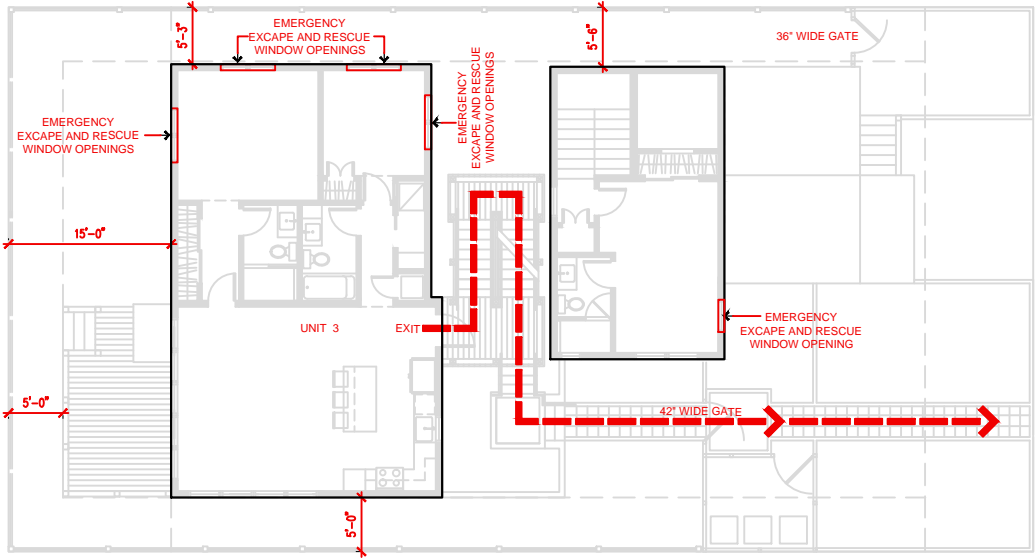 5'-3"
EMERGENCY
EXCAPE AND RESCUE
WINDOW OPENINGS
EMERGENCY
EXCAPE AND RESCUE
WINDOW OPENINGS
5'-6"
36" WIDE GATE
EMERGENCY
EXCAPE AND RESCUE
WINDOW OPENINGS
15'-0"
UNIT 3
EXIT
EMERGENCY
EXCAPE AND RESCUE
WINDOW OPENING
5'-0"
42" WIDE GATE
5'-0"